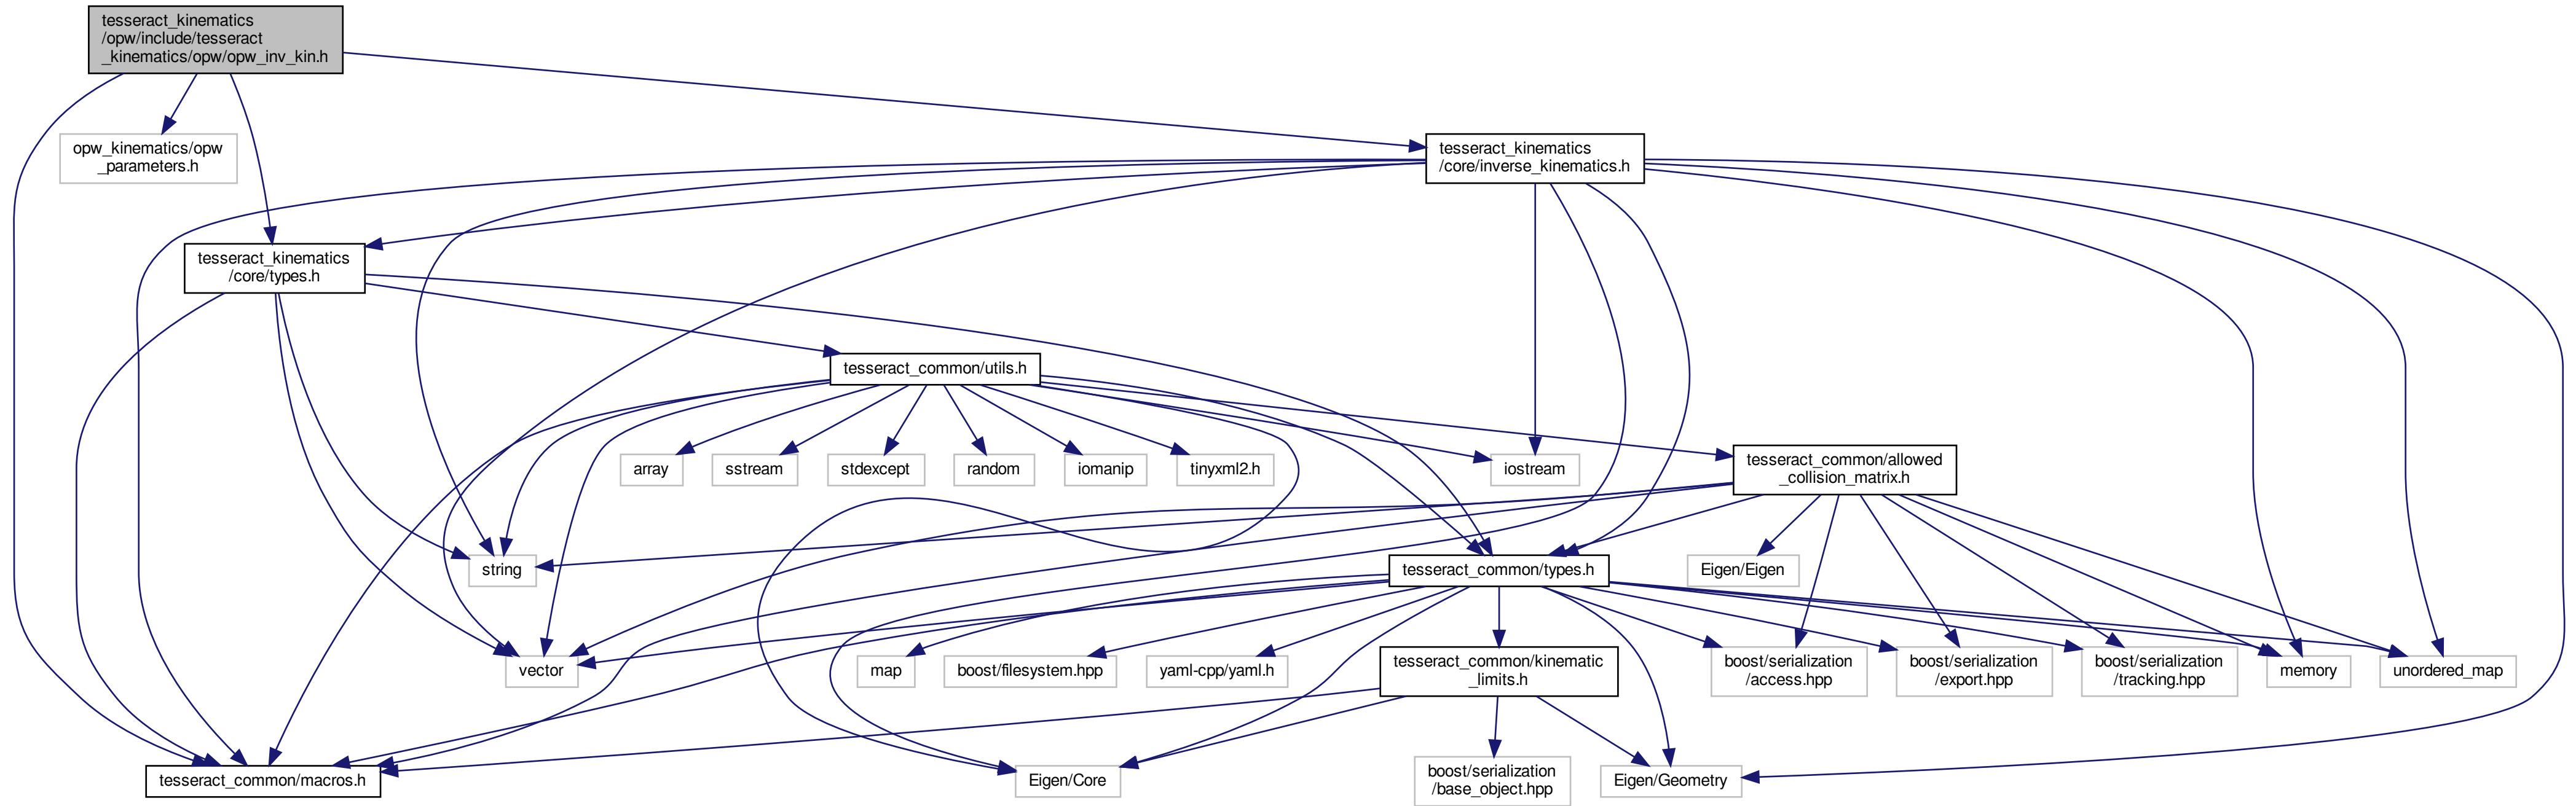 tesseract_kinematics
/opw/include/tesseract
_kinematics/opw/opw_inv_kin.h
opw_kinematics/opw
_parameters.h
tesseract_kinematics
/core/inverse_kinematics.h
tesseract_kinematics
/core/types.h
tesseract_common/utils.h
array
sstream
stdexcept
random
iomanip
tinyxml2.h
iostream
tesseract_common/allowed
_collision_matrix.h
string
tesseract_common/types.h
Eigen/Eigen
vector
map
boost/filesystem.hpp
yaml-cpp/yaml.h
tesseract_common/kinematic
_limits.h
boost/serialization
/access.hpp
boost/serialization
/export.hpp
boost/serialization
/tracking.hpp
memory
unordered_map
tesseract_common/macros.h
Eigen/Core
boost/serialization
/base_object.hpp
Eigen/Geometry